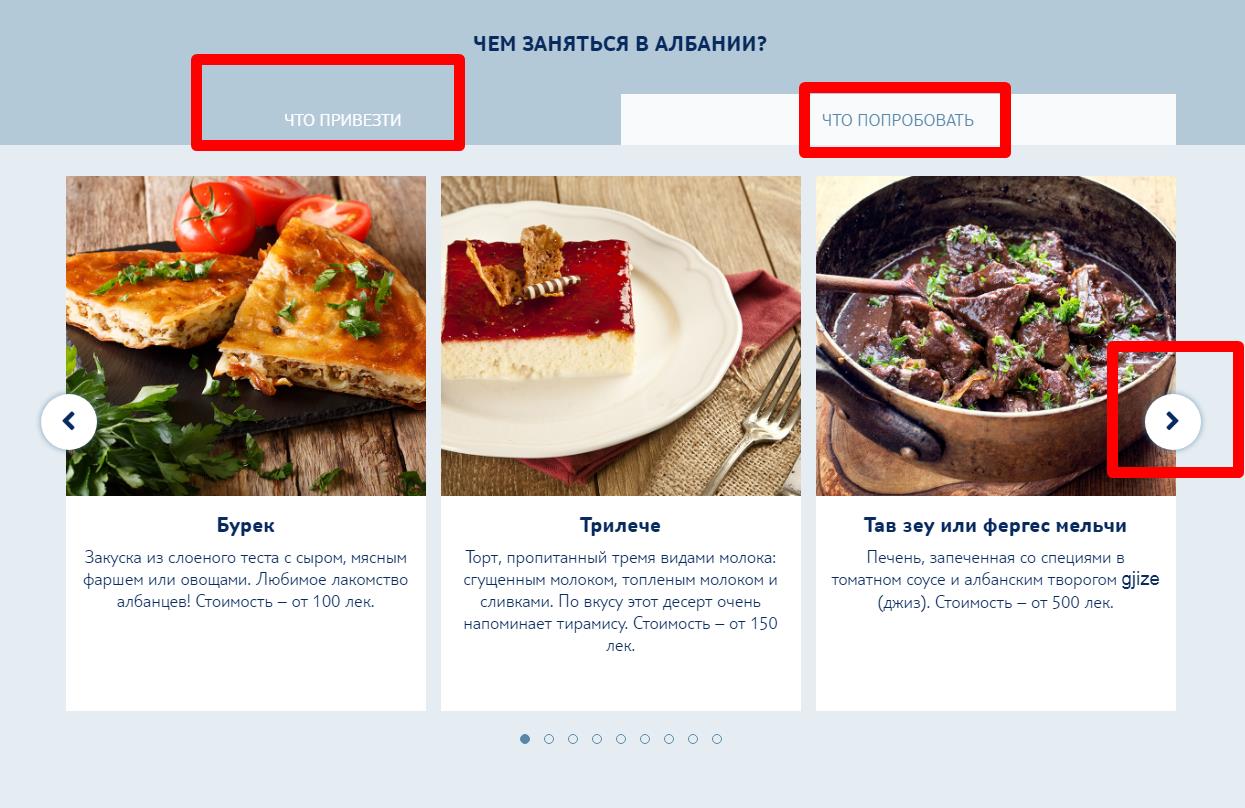 ЧЕМ ЗАНЯТЬСЯ В АЛБАНИИ?
ЧТО ПРИВЕЗТИ
ЧТО ПОПРОБОВАТЬ
Бурек
Закуска из слоеного теста с сыром, мясным
фаршем или овощами. Любимое лакомство
албанцев! Стоимость – от 100 лек.
Трилече
Торт, пропитанный тремя видами молока:
сгущенным молоком, топленым молоком и
сливками. По вкусу этот десерт очень
напоминает тирамису. Стоимость – от 150
лек.
Тав зеу или фергес мельчи
Печень, запеченная со специями в
томатном соусе и албанским творогом gjize
(джиз). Стоимость – от 500 лек.